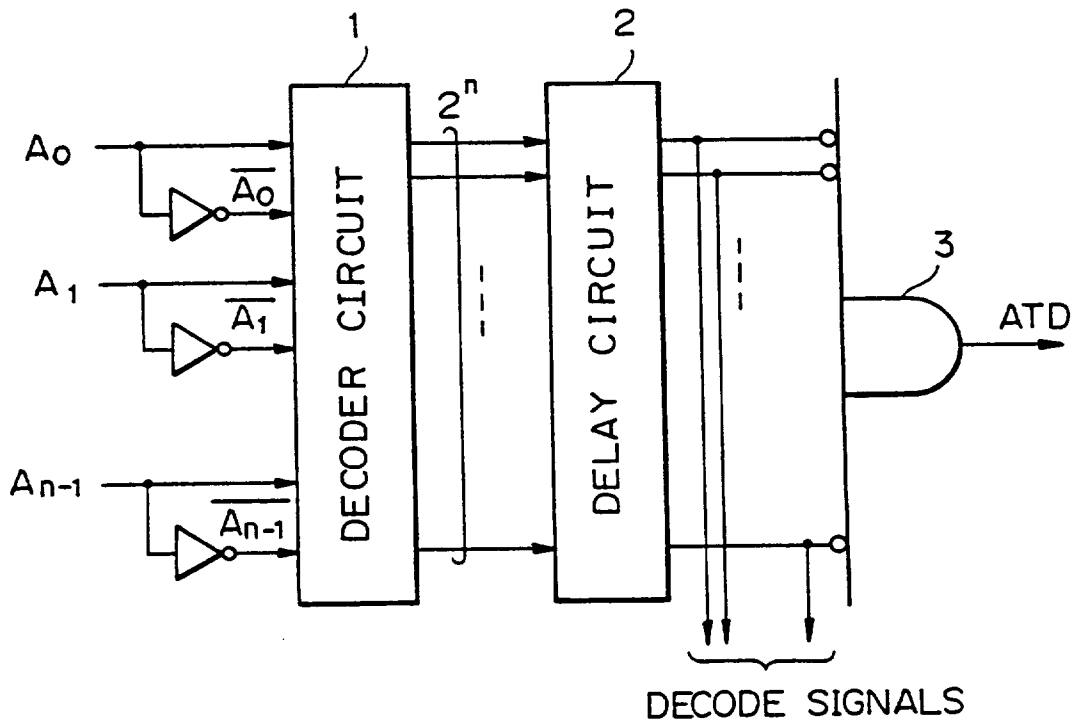 1
2
2ⁿ
A₀
A̅₀̅
A₁
A̅₁̅
Aₙ₋₁
A̅ₙ̅₋̅₁̅
DECODER CIRCUIT
DELAY CIRCUIT
3
ATD
DECODE SIGNALS